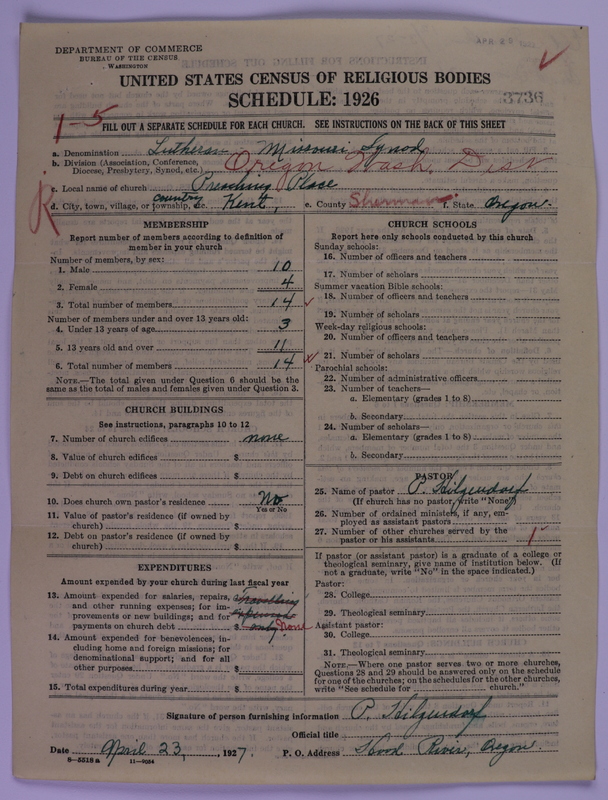 DEPARTMENT OF COMMERCE
BUREAU OF THE CENSUS
WASHINGTON
UNITED STATES CENSUS OF RELIGIOUS BODIES
SCHEDULE: 1926
3736
1-5
FILL OUT A SEPARATE SCHEDULE FOR EACH CHURCH. SEE INSTRUCTIONS ON THE BACK OF THIS SHEET
a. Denomination Lutheran Missouri Synod
b. Division (Association, Conference, Diocese, Presbytery, Synod, etc.) Oregon Wash. Dist
c. Local name of church Preaching Place
d. City, town, village, or township, etc. country Kent, e. County Sherman f. State Oregon.
MEMBERSHIP
Report number of members according to definition of member in your church
Number of members, by sex:
1. Male 10
2. Female 4
3. Total number of members 14
Number of members under and over 13 years old:
4. Under 13 years of age 3
5. 13 years old and over 11
6. Total number of members 14
NOTE.—The total given under Question 6 should be the same as the total of males and females given under Question 3.
CHURCH BUILDINGS
See instructions, paragraphs 10 to 12
7. Number of church edifices none
8. Value of church edifices $
9. Debt on church edifices $
10. Does church own pastor's residence No
Yes or No
11. Value of pastor's residence (if owned by church) $
12. Debt on pastor's residence (if owned by church) $
EXPENDITURES
Amount expended by your church during last fiscal year
13. Amount expended for salaries, repairs, and other running expenses; for improvements or new buildings; and for payments on church debt $ travelling expenses only None
14. Amount expended for benevolences, including home and foreign missions; for denominational support; and for all other purposes $
15. Total expenditures during year $
CHURCH SCHOOLS
Report here only schools conducted by this church
Sunday schools:
16. Number of officers and teachers
17. Number of scholars
Summer vacation Bible schools:
18. Number of officers and teachers
19. Number of scholars
Week-day religious schools:
20. Number of officers and teachers
21. Number of scholars
Parochial schools:
22. Number of administrative officers
23. Number of teachers—
a. Elementary (grades 1 to 8)
b. Secondary
24. Number of scholars—
a. Elementary (grades 1 to 8)
b. Secondary
PASTOR
25. Name of pastor P. Hilgendorf
(If church has no pastor, write "None")
26. Number of ordained ministers, if any, employed as assistant pastors
27. Number of other churches served by the pastor or his assistants 1
If pastor (or assistant pastor) is a graduate of a college or theological seminary, give name of institution below. (If not a graduate, write "No" in the space indicated.)
Pastor:
28. College
29. Theological seminary
Assistant pastor:
30. College
31. Theological seminary
NOTE.—Where one pastor serves two or more churches, Questions 28 and 29 should be answered only on the schedule for one of the churches; on the schedules for the other churches, write "See schedule for church."
Signature of person furnishing information P. Hilgendorf
Official title
Date April 23, 1927. P. O. Address Hood River, Oregon.
8-5518 a 11-9084